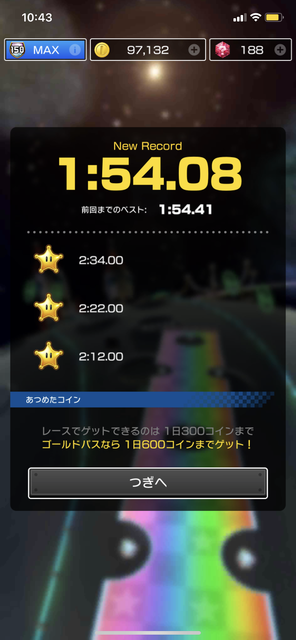 10:43
150 MAX i 97,132 + 188 +
New Record
1:54.08
前回までのベスト: 1:54.41
2:34.00
2:22.00
2:12.00
あつめたコイン
レースでゲットできるのは 1日300コインまで
ゴールドパスなら 1日600コインまでゲット!
つぎへ